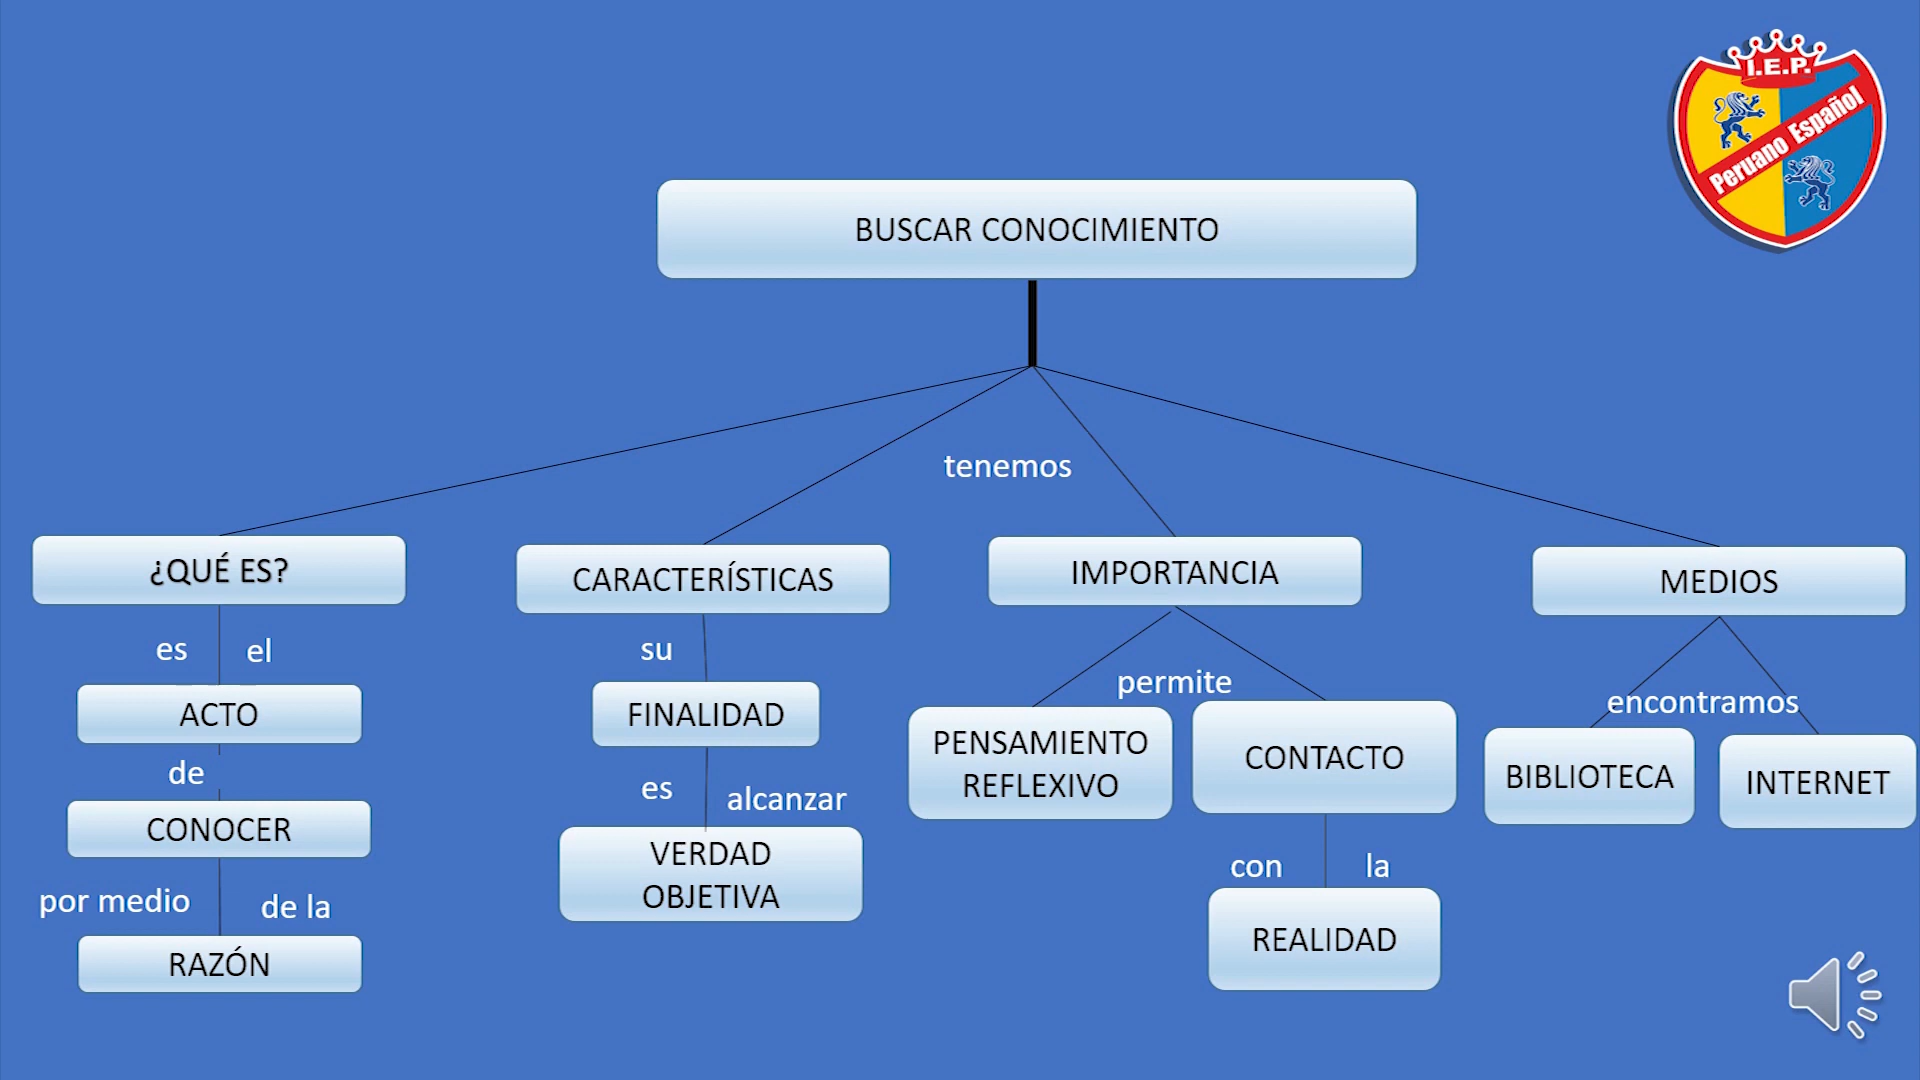 I.E.P.
Peruano Español
BUSCAR CONOCIMIENTO
tenemos
¿QUÉ ES?
es el
ACTO
de
CONOCER
por medio de la
RAZÓN
CARACTERÍSTICAS
su
FINALIDAD
es alcanzar
VERDAD
OBJETIVA
IMPORTANCIA
permite
PENSAMIENTO
REFLEXIVO
CONTACTO
con la
REALIDAD
MEDIOS
encontramos
BIBLIOTECA
INTERNET